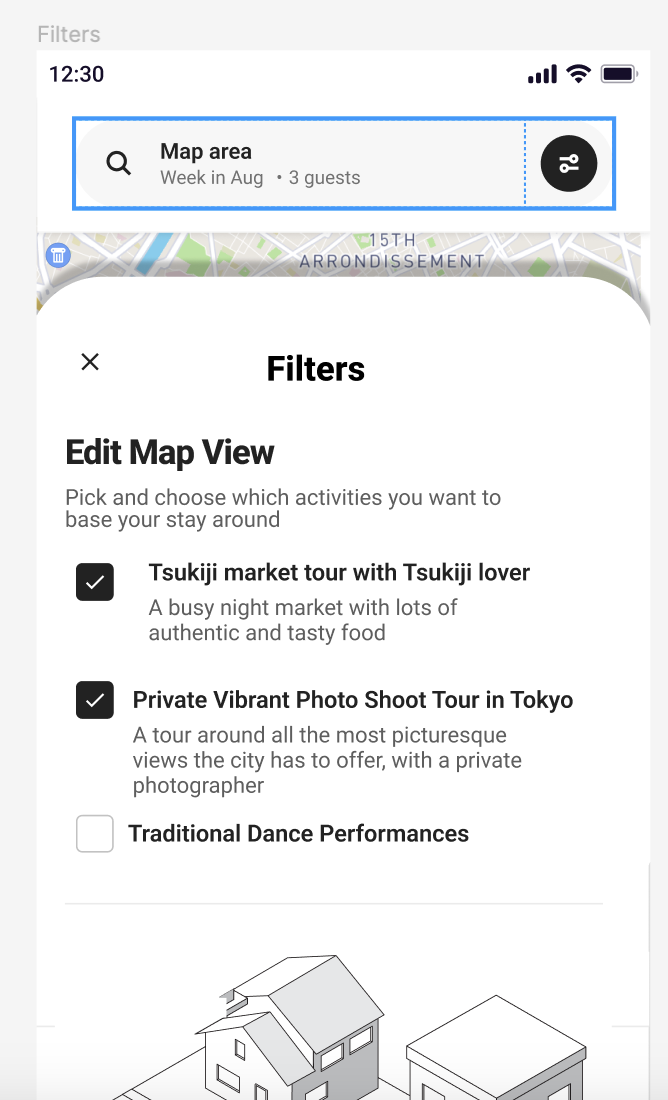 Filters
12:30
Map area
Week in Aug • 3 guests
15TH
ARRONDISSEMENT
Filters
Edit Map View
Pick and choose which activities you want to
base your stay around
Tsukiji market tour with Tsukiji lover
A busy night market with lots of
authentic and tasty food
Private Vibrant Photo Shoot Tour in Tokyo
A tour around all the most picturesque
views the city has to offer, with a private
photographer
Traditional Dance Performances